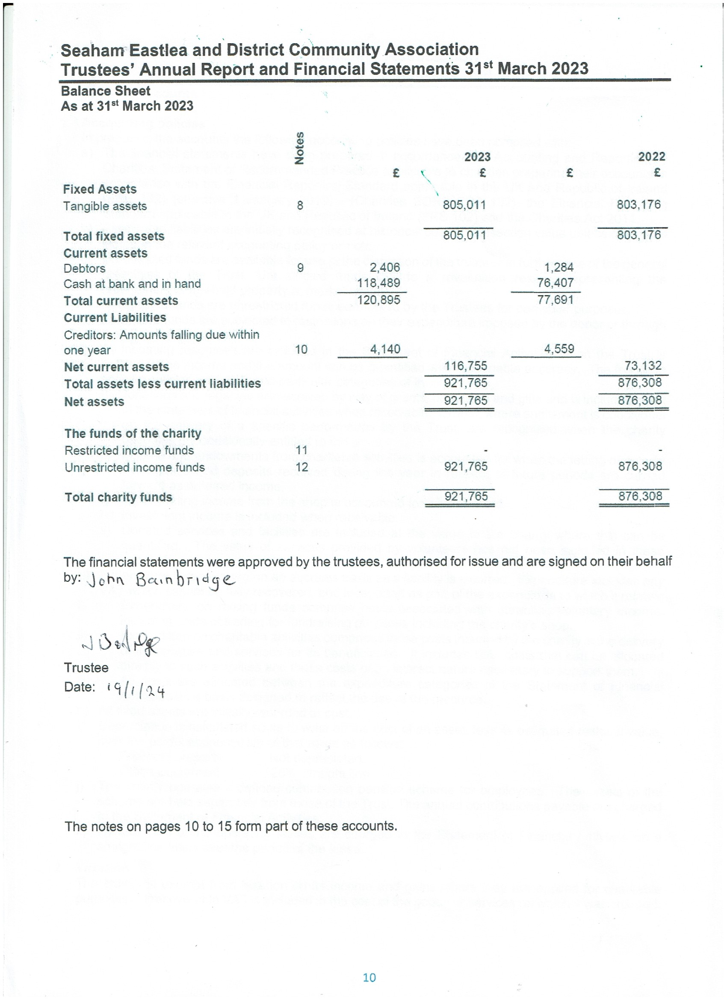 Seaham Eastlea and District Community Association
Trustees' Annual Report and Financial Statements 31st March 2023
Balance Sheet
As at 31st March 2023
Notes
2023 2022
£ £ £ £
Fixed Assets
Tangible assets 8 805,011 803,176
Total fixed assets 805,011 803,176
Current assets
Debtors 9 2,406 1,284
Cash at bank and in hand 118,489 76,407
Total current assets 120,895 77,691
Current Liabilities
Creditors: Amounts falling due within
one year 10 4,140 4,559
Net current assets 116,755 73,132
Total assets less current liabilities 921,765 876,308
Net assets 921,765 876,308
The funds of the charity
Restricted income funds 11 - -
Unrestricted income funds 12 921,765 876,308
Total charity funds 921,765 876,308
The financial statements were approved by the trustees, authorised for issue and are signed on their behalf
by: John Bainbridge
Trustee
Date: 19/1/24
The notes on pages 10 to 15 form part of these accounts.
10